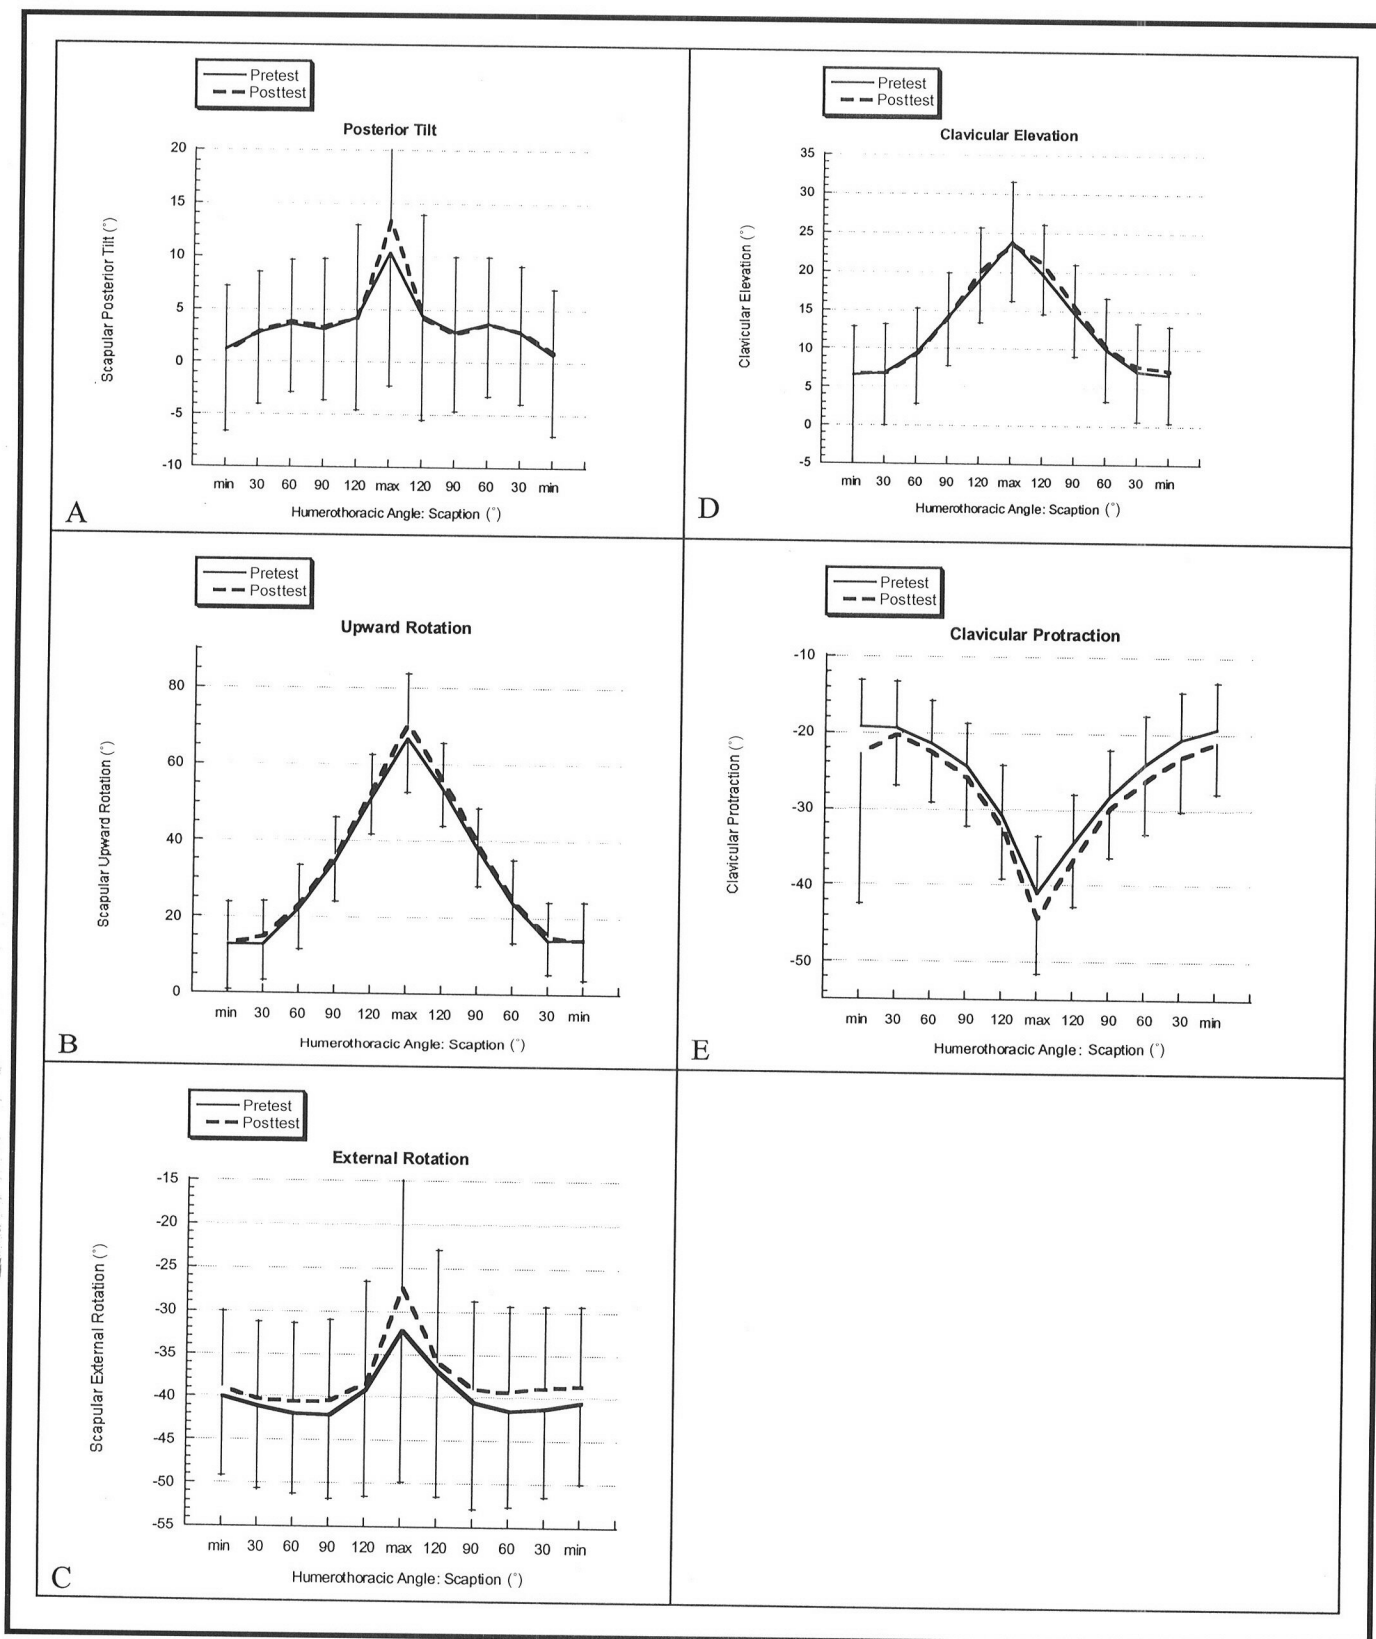 Pretest
Posttest
Posterior Tilt
Scapular Posterior Tilt (°)
20
15
10
5
0
-5
-10
min 30 60 90 120 max 120 90 60 30 min
Humerothoracic Angle: Scaption (°)
A
Pretest
Posttest
Clavicular Elevation
Clavicular Elevation (°)
35
30
25
20
15
10
5
0
-5
min 30 60 90 120 max 120 90 60 30 min
Humerothoracic Angle: Scaption (°)
D
Pretest
Posttest
Upward Rotation
Scapular Upward Rotation (°)
80
60
40
20
0
min 30 60 90 120 max 120 90 60 30 min
Humerothoracic Angle: Scaption (°)
B
Pretest
Posttest
Clavicular Protraction
Clavicular Protraction (°)
-10
-20
-30
-40
-50
min 30 60 90 120 max 120 90 60 30 min
Humerothoracic Angle: Scaption (°)
E
Pretest
Posttest
External Rotation
Scapular External Rotation (°)
-15
-20
-25
-30
-35
-40
-45
-50
-55
min 30 60 90 120 max 120 90 60 30 min
Humerothoracic Angle: Scaption (°)
C